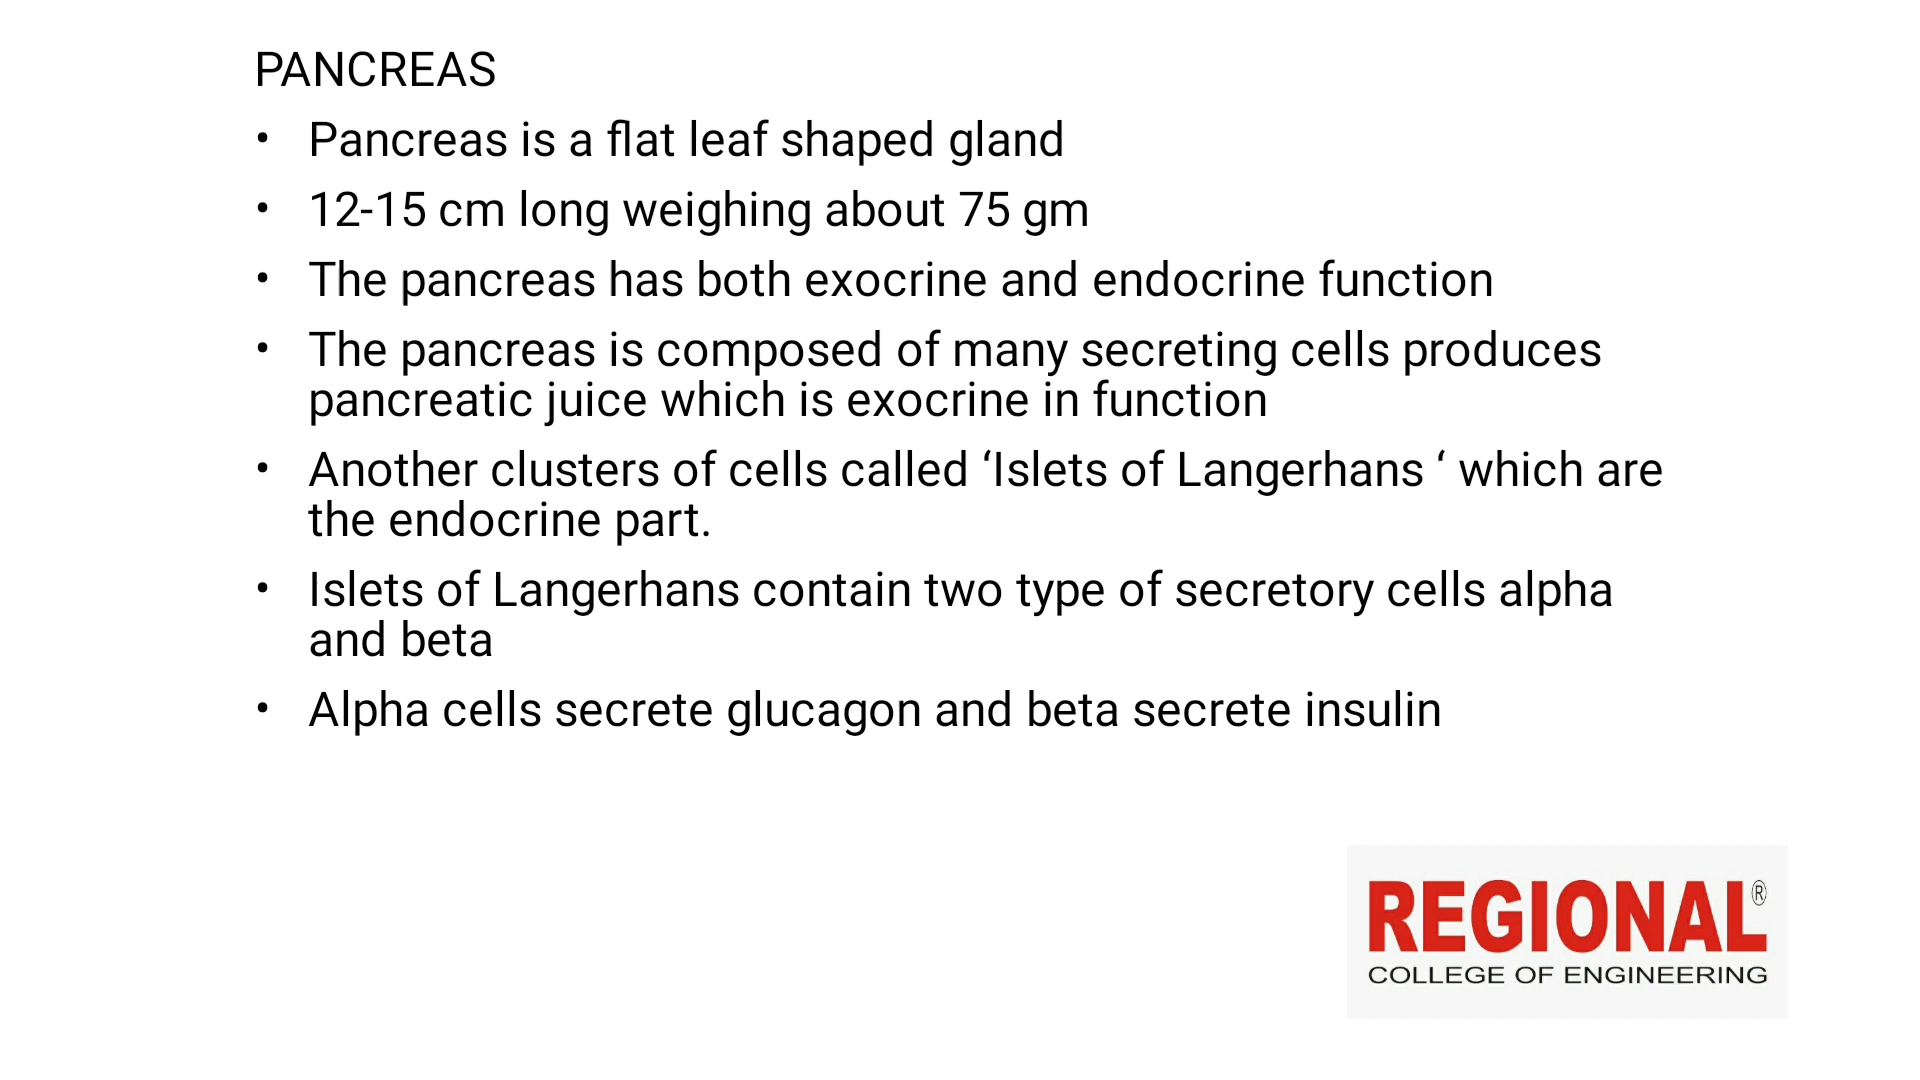 PANCREAS
• Pancreas is a flat leaf shaped gland
• 12-15 cm long weighing about 75 gm
• The pancreas has both exocrine and endocrine function
• The pancreas is composed of many secreting cells produces
pancreatic juice which is exocrine in function
• Another clusters of cells called ‘Islets of Langerhans ‘ which are
the endocrine part.
• Islets of Langerhans contain two type of secretory cells alpha
and beta
• Alpha cells secrete glucagon and beta secrete insulin
REGIONAL®
COLLEGE OF ENGINEERING